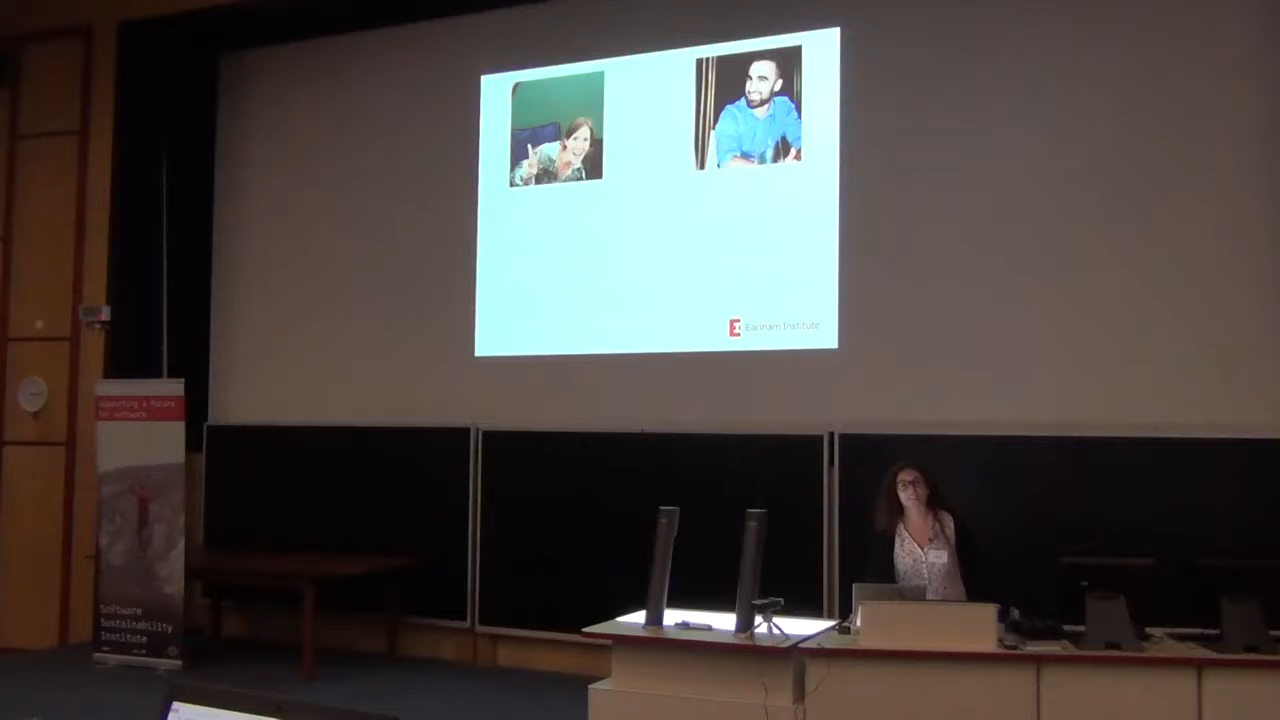 Earlham Institute
Supporting a future
for software
Software
Sustainability
Institute